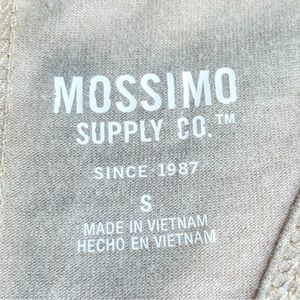 MOSSIMO
SUPPLY CO.™
SINCE 1987
S
MADE IN VIETNAM
HECHO EN VIETNAM